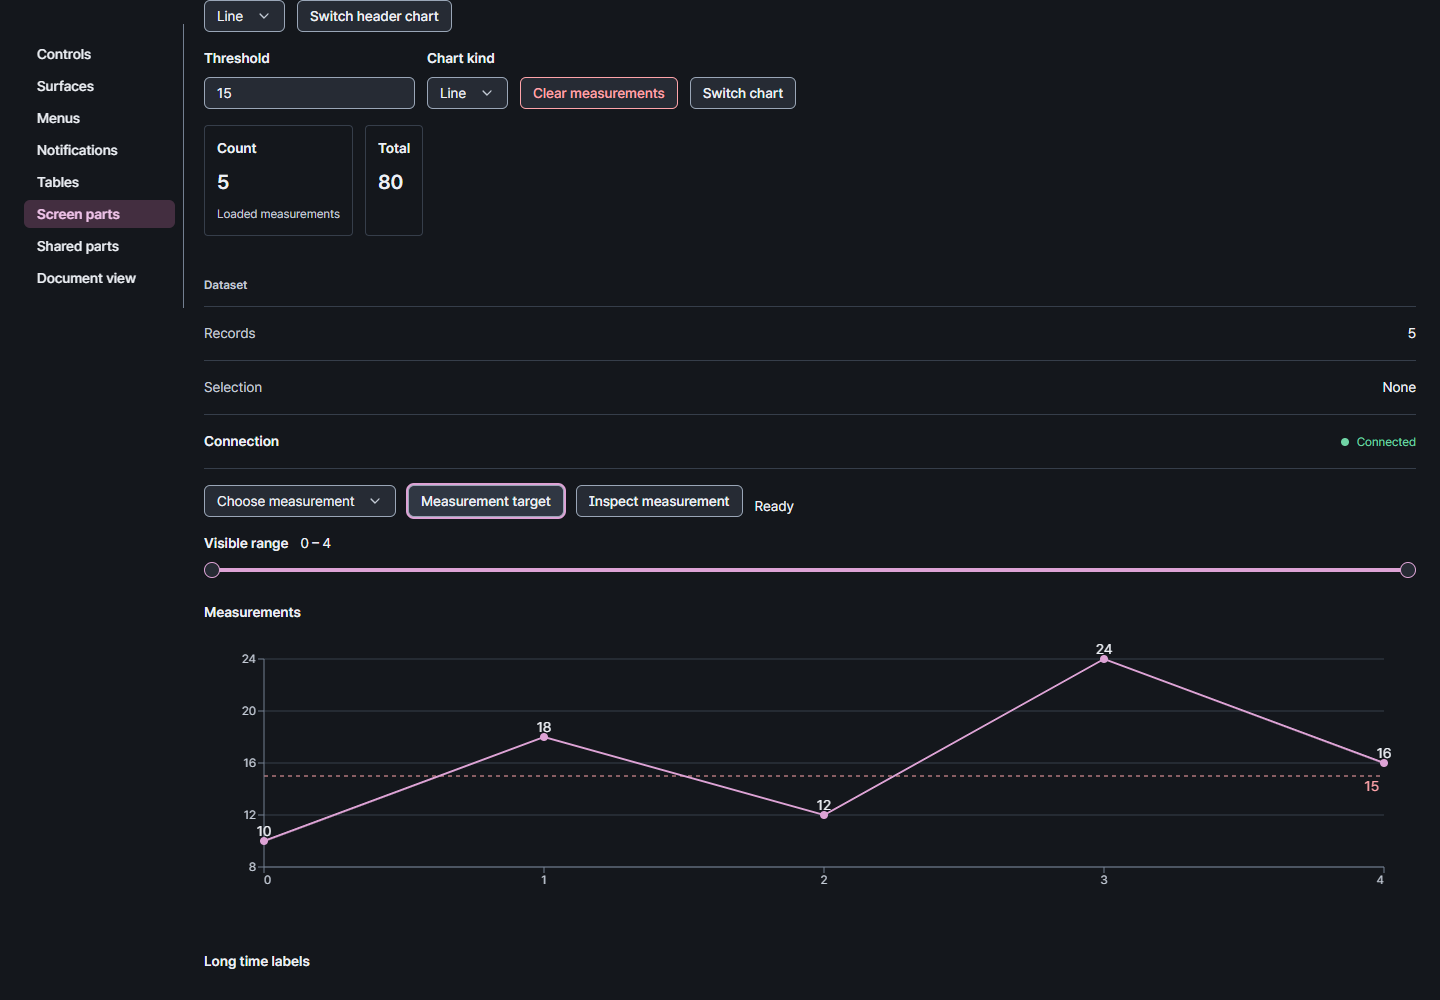 Line
Switch header chart
Controls
Surfaces
Menus
Notifications
Tables
Screen parts
Shared parts
Document view
Threshold
Chart kind
15
Line
Clear measurements
Switch chart
Count
5
Loaded measurements
Total
80
Dataset
Records
5
Selection
None
Connection
Connected
Choose measurement
Measurement target
Inspect measurement
Ready
Visible range 0 – 4
Measurements
24
20
16
12
8
10
18
12
24
16
15
0
1
2
3
4
Long time labels